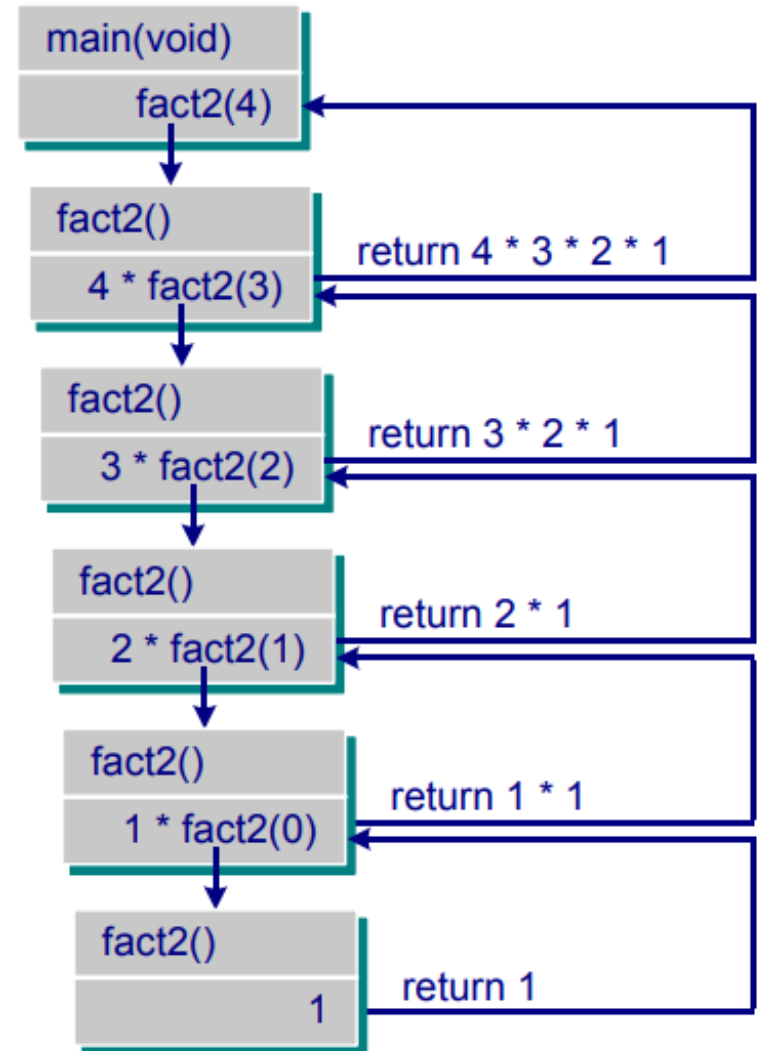 main(void)
fact2(4)
fact2()
return 4 * 3 * 2 * 1
4 * fact2(3)
fact2()
return 3 * 2 * 1
3 * fact2(2)
fact2()
return 2 * 1
2 * fact2(1)
fact2()
return 1 * 1
1 * fact2(0)
fact2()
return 1
1